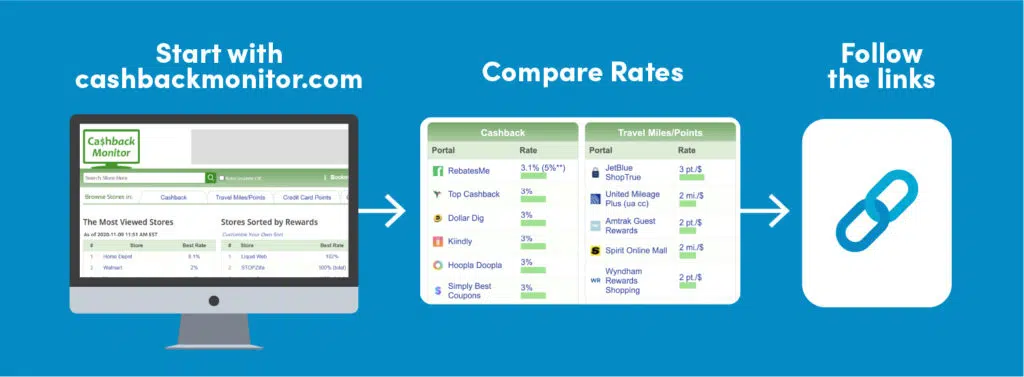 Start with
cashbackmonitor.com
Cashback
Monitor
Search Store Here
Browse Stores in:
Cashback
Travel Miles/Points
Credit Card Points
The Most Viewed Stores
As of 2020-11-09 11:51 AM EST
# Store Best Rate
1 Home Depot 8.1%
2 Walmart 2%
Stores Sorted by Rewards
Customize Your Own Sort
# Store Best Rate
1 Liquid Web 102%
2 STOPZilla 100% (total)
Compare Rates
Cashback
Portal Rate
RebatesMe 3.1% (5%**)
Top Cashback 3%
Dollar Dig 3%
Kiindly 3%
Hoopla Doopla 3%
Simply Best
Coupons 3%
Travel Miles/Points
Portal Rate
JetBlue
ShopTrue 3 pt./$
United Mileage
Plus (ua cc) 2 mi./$
Amtrak Guest
Rewards 2 pt./$
Spirit Online Mall 2 mi./$
WR Wyndham
Rewards
Shopping 2 pt./$
Follow
the links